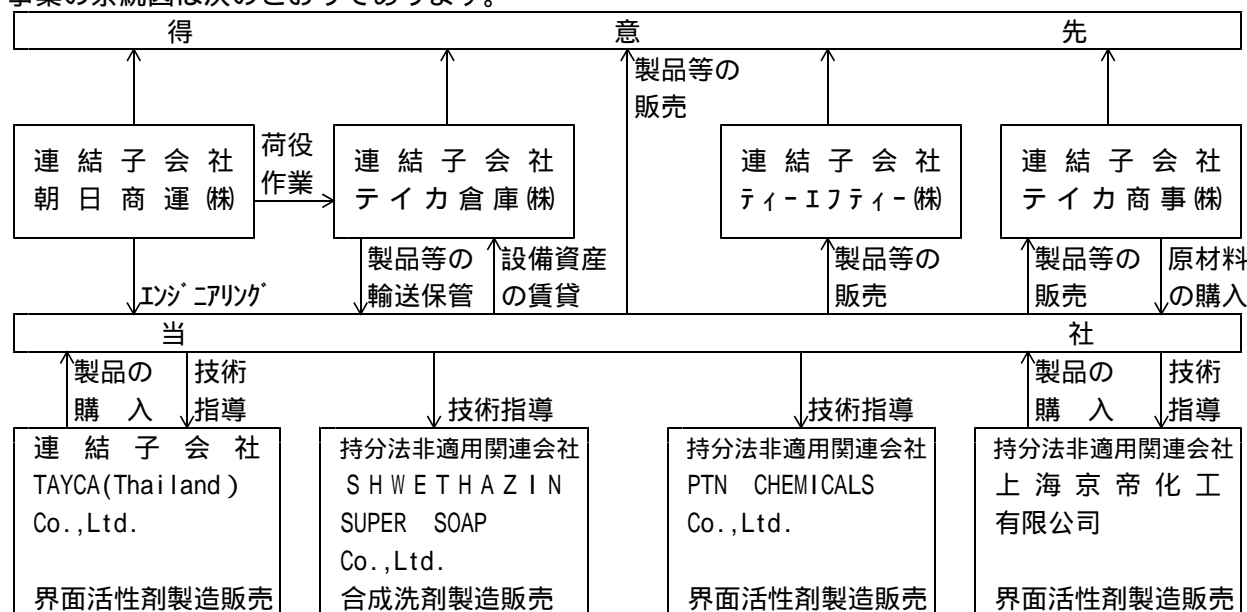 事業の系統図は次のとおりであります。
得意先
製品等の
販売
連結子会社
朝日商運㈱
荷役
作業
連結子会社
テイカ倉庫㈱
連結子会社
ティーエフティー㈱
連結子会社
テイカ商事㈱
エンジニアリング
製品等の
輸送保管
設備資産
の賃貸
製品等の
販売
製品等の
販売
原材料
の購入
当社
製品の
購入
技術
指導
技術指導
技術指導
製品の
購入
技術
指導
連結子会社
TAYCA(Thailand)
Co.,Ltd.
界面活性剤製造販売
持分法非適用関連会社
SHWETHAZIN
SUPER SOAP
Co.,Ltd.
合成洗剤製造販売
持分法非適用関連会社
PTN CHEMICALS
Co.,Ltd.
界面活性剤製造販売
持分法非適用関連会社
上海京帝化工
有限公司
界面活性剤製造販売